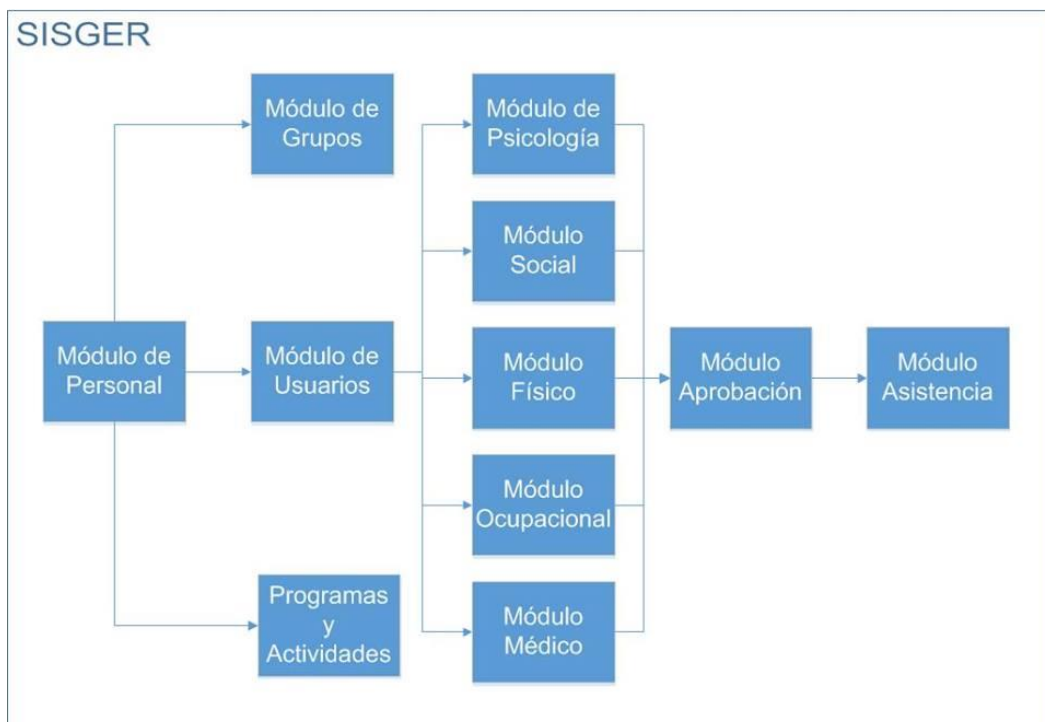 SISGER
Módulo de
Grupos
Módulo de
Psicología
Módulo
Social
Módulo de
Personal
Módulo de
Usuarios
Módulo
Físico
Módulo
Aprobación
Módulo
Asistencia
Módulo
Ocupacional
Programas
y
Actividades
Módulo
Médico